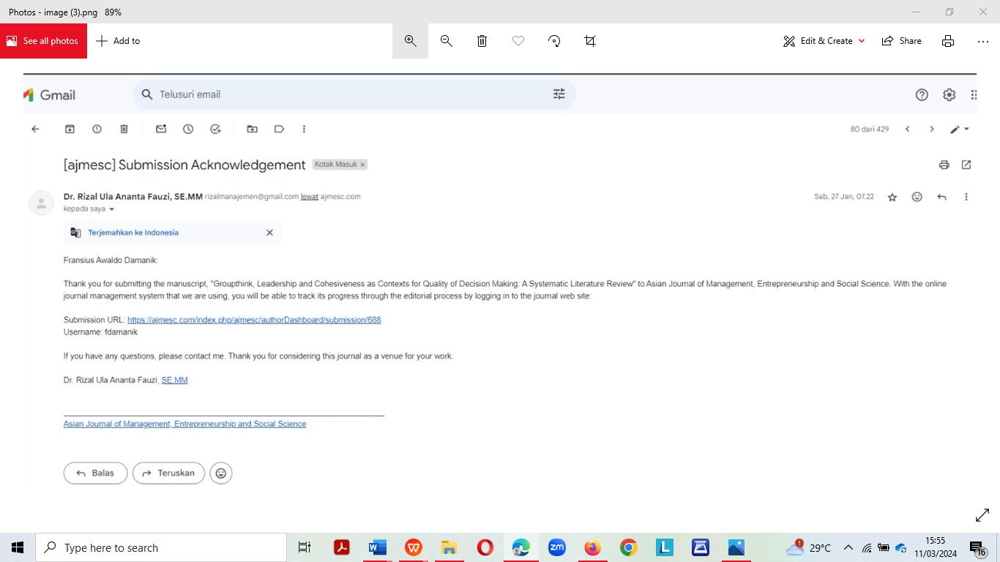 Photos - image (3).png 89%
See all photos
Add to
Edit & Create
Share
Gmail
Telusuri email
80 dari 429
[ajmesc] Submission Acknowledgement
Kotak Masuk ×
Dr. Rizal Ula Ananta Fauzi, SE.MM rizalmanajemen@gmail.com lewat ajmesc.com
Sab, 27 Jan, 07.22
kepada saya
Terjemahkan ke Indonesia
Fransius Awaldo Damanik:
Thank you for submitting the manuscript, "Groupthink, Leadership and Cohesiveness as Contexts for Quality of Decision Making: A Systematic Literature Review" to Asian Journal of Management, Entrepreneurship and Social Science. With the online
journal management system that we are using, you will be able to track its progress through the editorial process by logging in to the journal web site:
Submission URL: https://ajmesc.com/index.php/ajmesc/authorDashboard/submission/688
Username: fdamanik
If you have any questions, please contact me. Thank you for considering this journal as a venue for your work.
Dr. Rizal Ula Ananta Fauzi, SE.MM
Asian Journal of Management, Entrepreneurship and Social Science
Balas
Teruskan
Type here to search
W
W
zm
L
1
29°C
15:55
11/03/2024
16